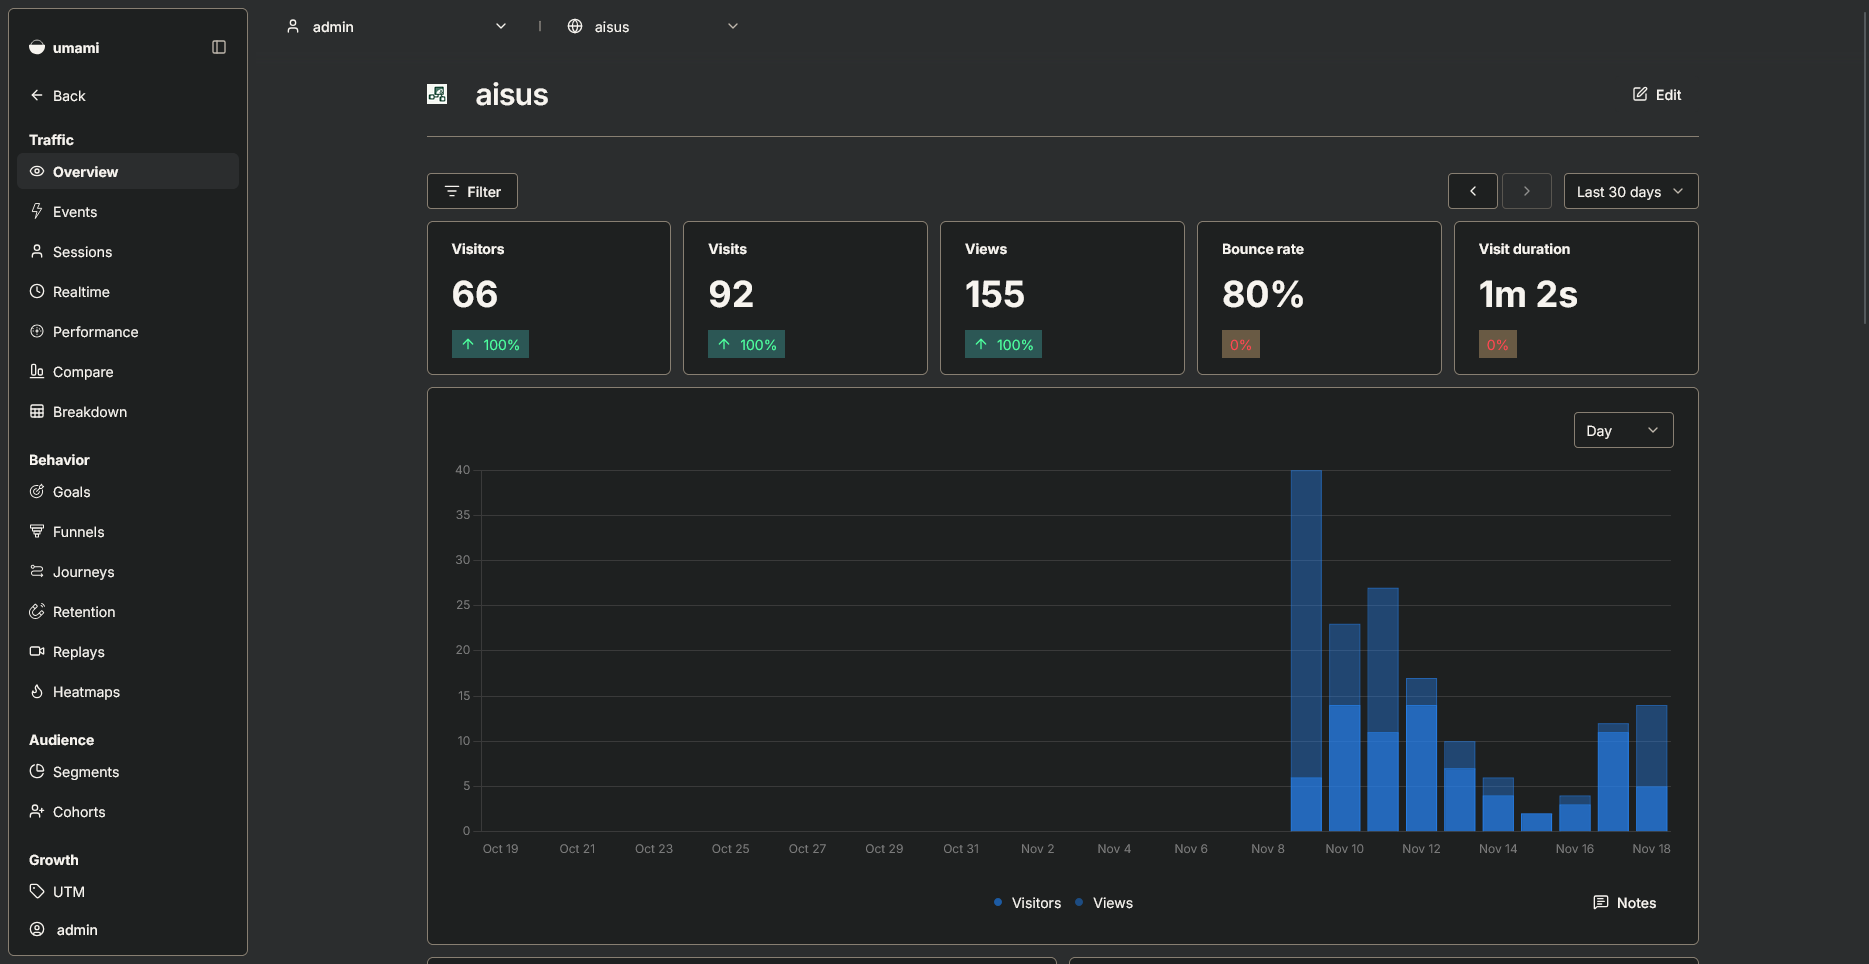 umami
Back
Traffic
Overview
Events
Sessions
Realtime
Performance
Compare
Breakdown
Behavior
Goals
Funnels
Journeys
Retention
Replays
Heatmaps
Audience
Segments
Cohorts
Growth
UTM
admin
admin | aisus
aisus
Edit
Filter
Last 30 days
Visitors
66
100%
Visits
92
100%
Views
155
100%
Bounce rate
80%
0%
Visit duration
1m 2s
0%
Day
40
35
30
25
20
15
10
5
0
Oct 19 Oct 21 Oct 23 Oct 25 Oct 27 Oct 29 Oct 31 Nov 2 Nov 4 Nov 6 Nov 8 Nov 10 Nov 12 Nov 14 Nov 16 Nov 18
Visitors Views
Notes